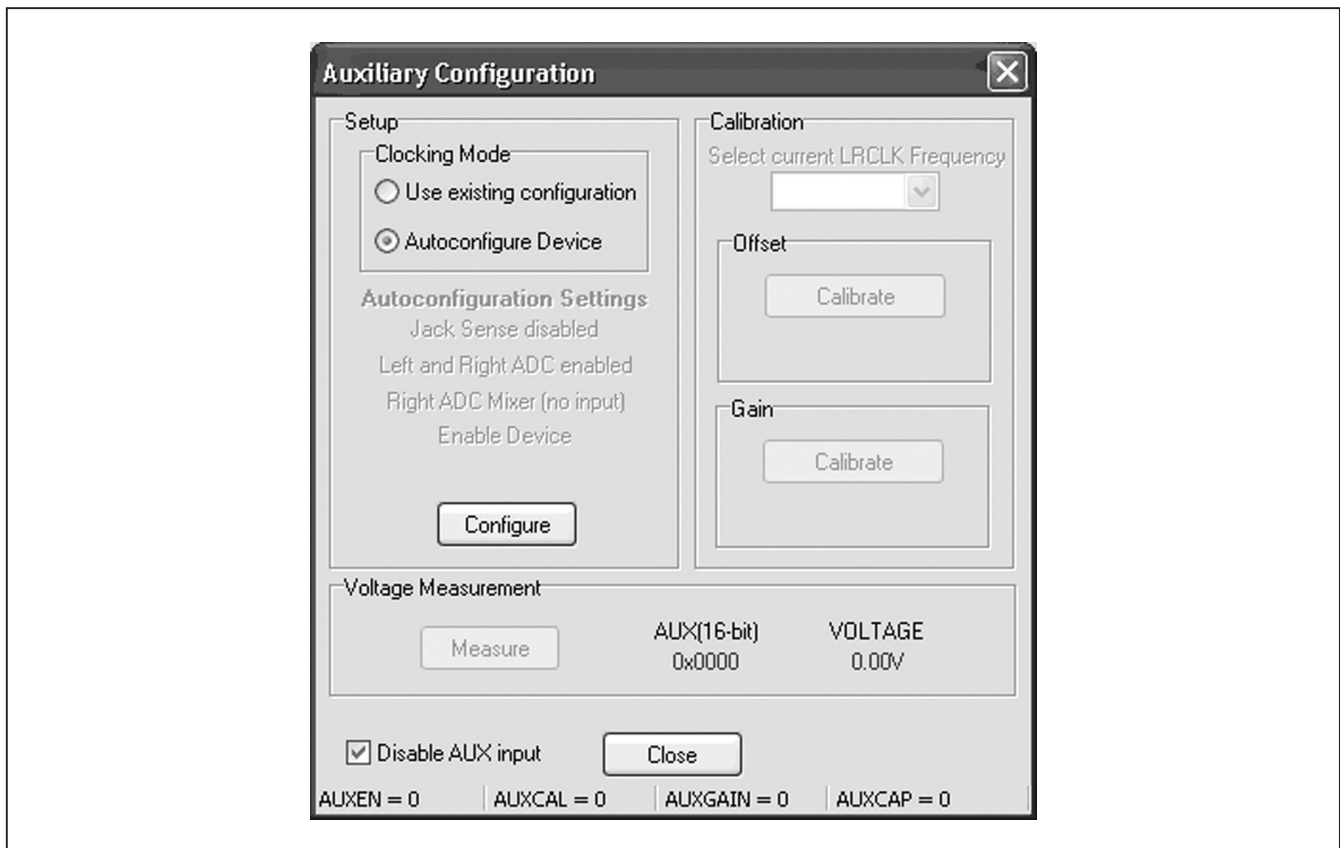 Auxiliary Configuration
Setup
Clocking Mode
Use existing configuration
Autoconfigure Device
Autoconfiguration Settings
Jack Sense disabled
Left and Right ADC enabled
Right ADC Mixer (no input)
Enable Device
Configure
Calibration
Select current LRCLK Frequency
Offset
Calibrate
Gain
Calibrate
Voltage Measurement
Measure
AUX(16-bit)
0x0000
VOLTAGE
0.00V
Disable AUX input
Close
AUXEN = 0
AUXCAL = 0
AUXGAIN = 0
AUXCAP = 0